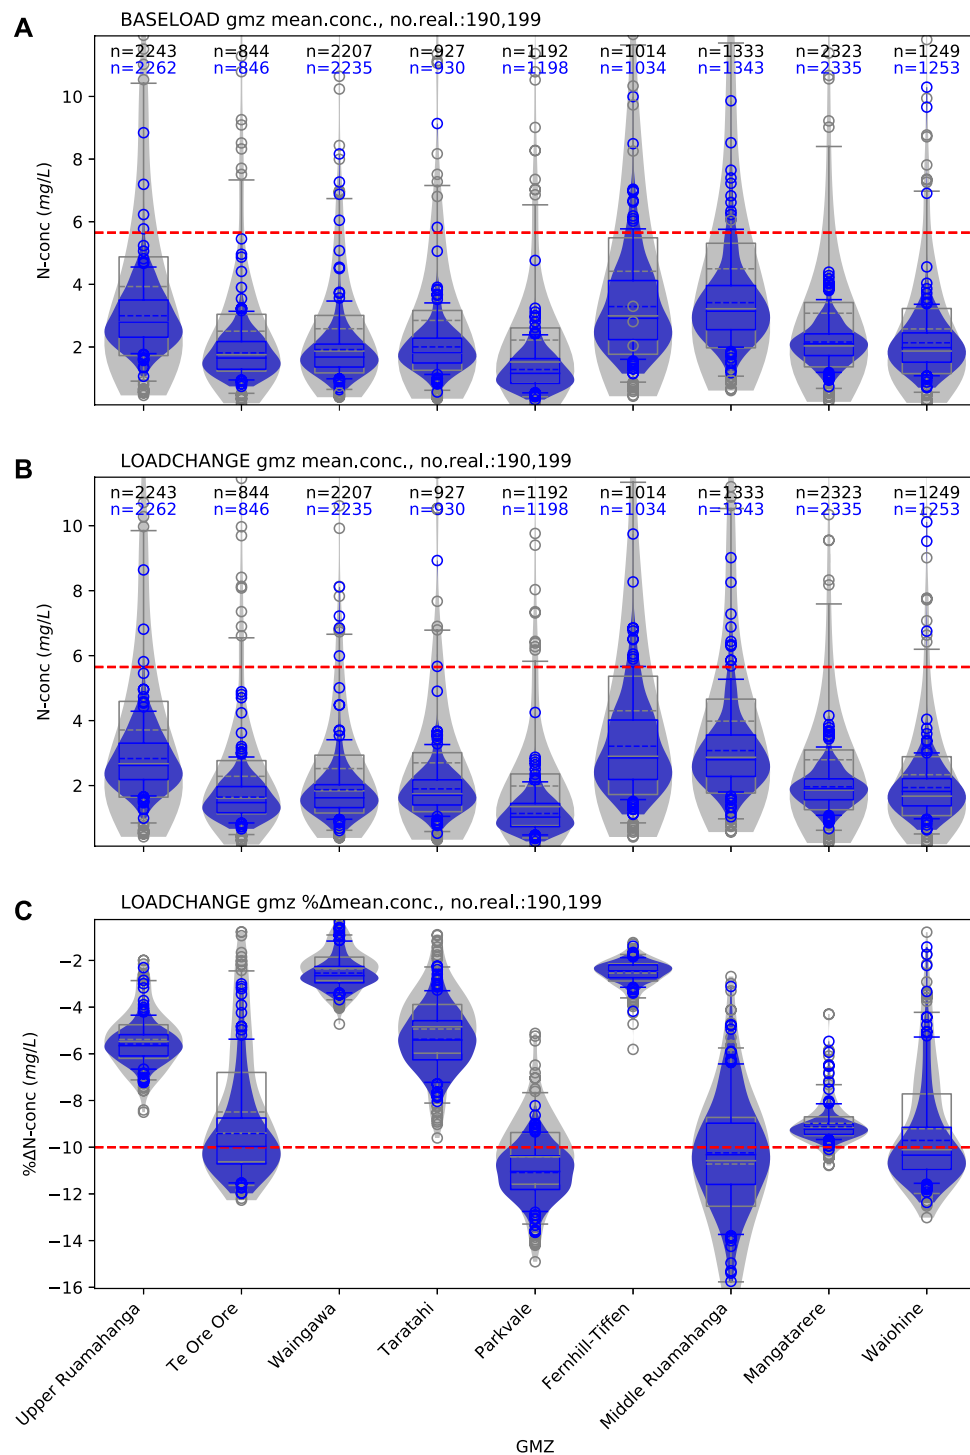 A
BASELOAD gmz mean.conc., no.real.:190,199
n=2243 n=844 n=2207 n=927 n=1192 n=1014 n=1333 n=2323 n=1249
n=2262 n=846 n=2235 n=930 n=1198 n=1034 n=1343 n=2335 n=1253
N-conc (mg/L)
10
8
6
4
2
B
LOADCHANGE gmz mean.conc., no.real.:190,199
n=2243 n=844 n=2207 n=927 n=1192 n=1014 n=1333 n=2323 n=1249
n=2262 n=846 n=2235 n=930 n=1198 n=1034 n=1343 n=2335 n=1253
N-conc (mg/L)
10
8
6
4
2
C
LOADCHANGE gmz %Δmean.conc., no.real.:190,199
%ΔN-conc (mg/L)
−2
−4
−6
−8
−10
−12
−14
−16
Upper Ruamahanga
Te Ore Ore
Waingawa
Taratahi
Parkvale
Fernhill-Tiffen
Middle Ruamahanga
Mangatarere
Waiohine
GMZ